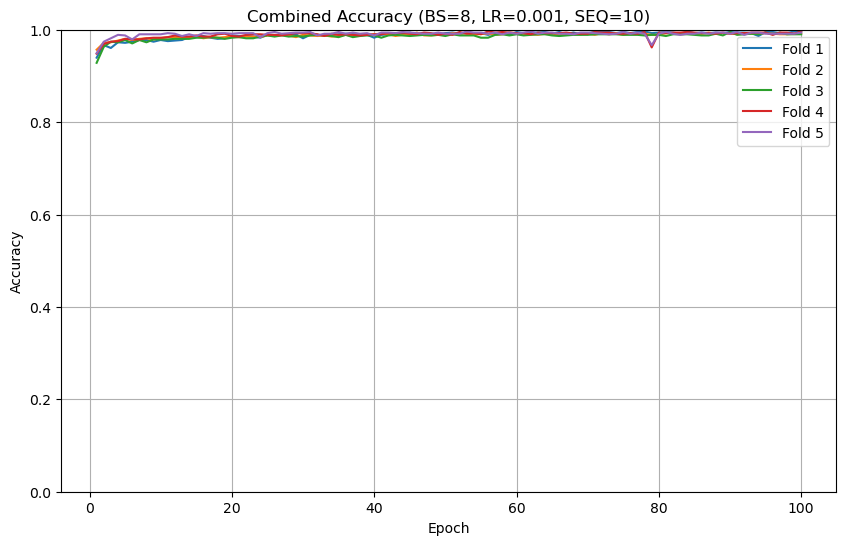 Combined Accuracy (BS=8, LR=0.001, SEQ=10)
1.0
0.8
0.6
0.4
0.2
0.0
Accuracy
0 20 40 60 80 100
Epoch
Fold 1
Fold 2
Fold 3
Fold 4
Fold 5